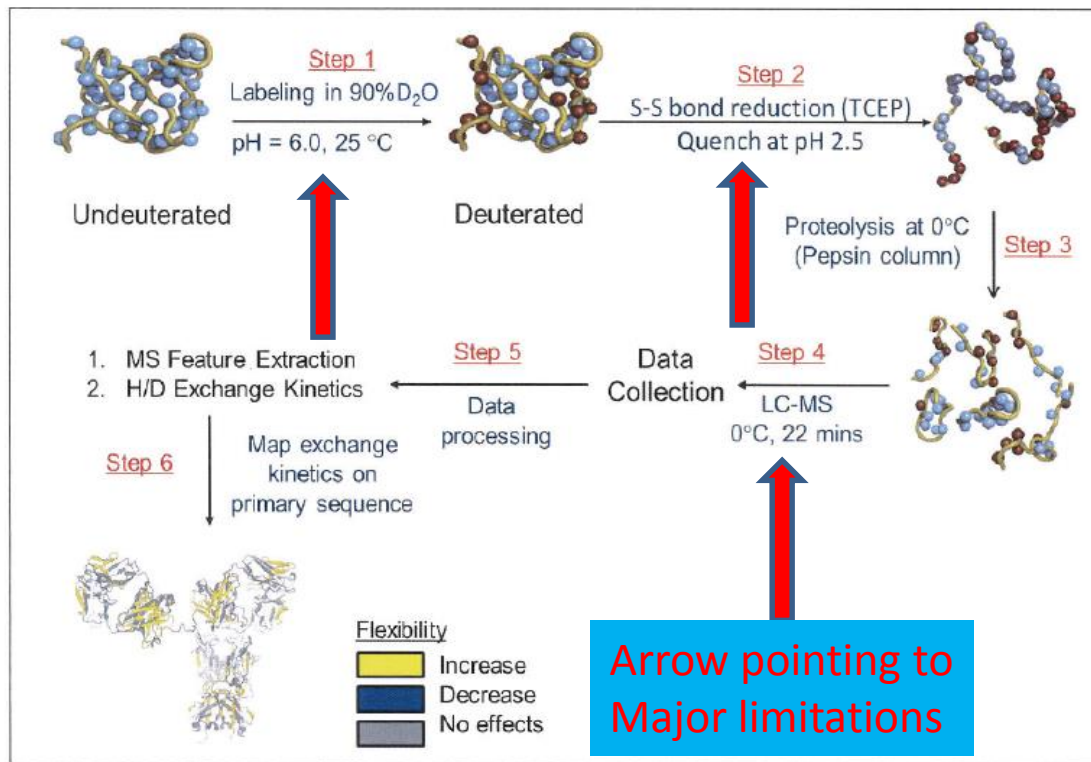 Step 1
Labeling in 90%D₂O
pH = 6.0, 25 °C
Undeuterated
Deuterated
Step 2
S-S bond reduction (TCEP)
Quench at pH 2.5
Proteolysis at 0°C
(Pepsin column)
Step 3
Step 4
LC-MS
0°C, 22 mins
Data
Collection
Step 5
Data
processing
1. MS Feature Extraction
2. H/D Exchange Kinetics
Step 6
Map exchange
kinetics on
primary sequence
Flexibility
Increase
Decrease
No effects
Arrow pointing to
Major limitations